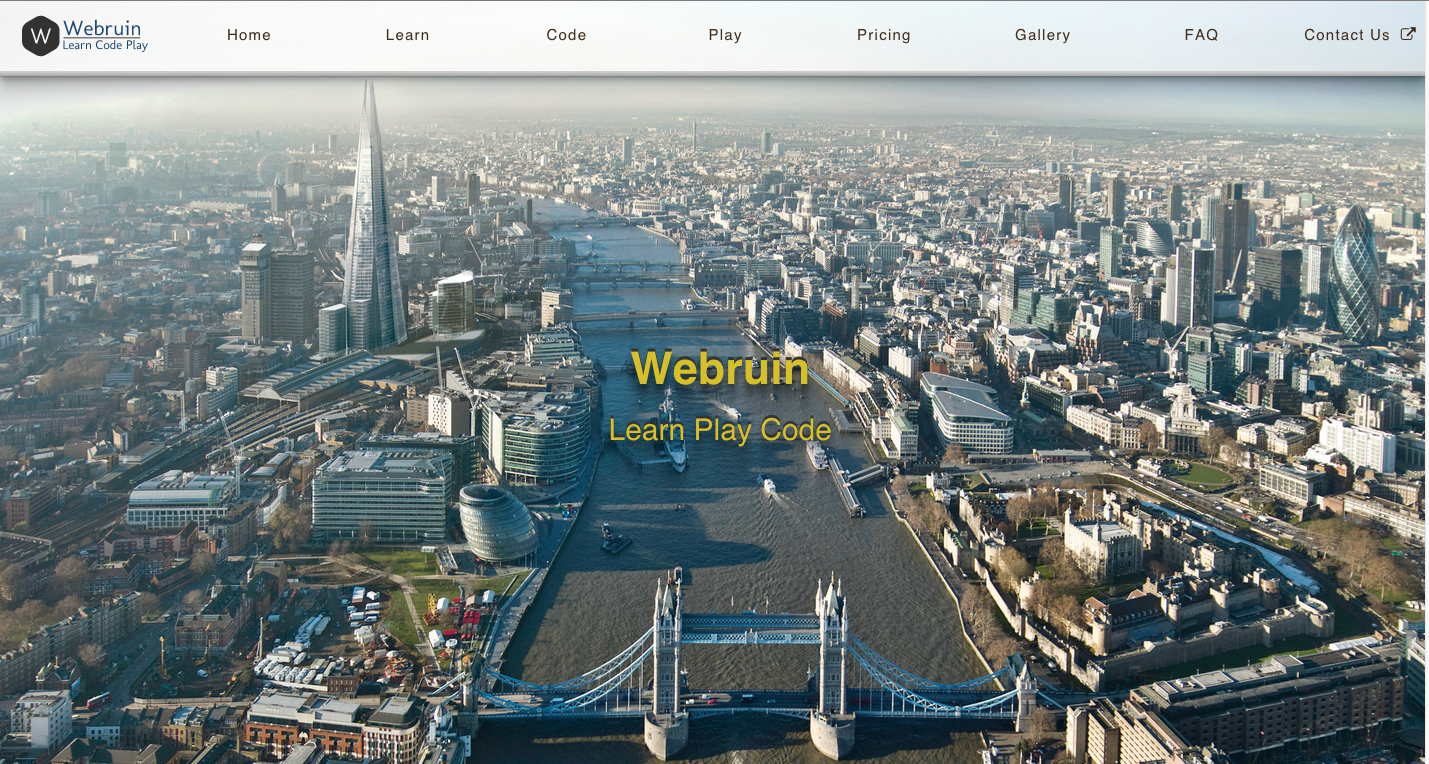 W
Webruin
Learn Code Play
Home
Learn
Code
Play
Pricing
Gallery
FAQ
Contact Us
Webruin
Learn Play Code